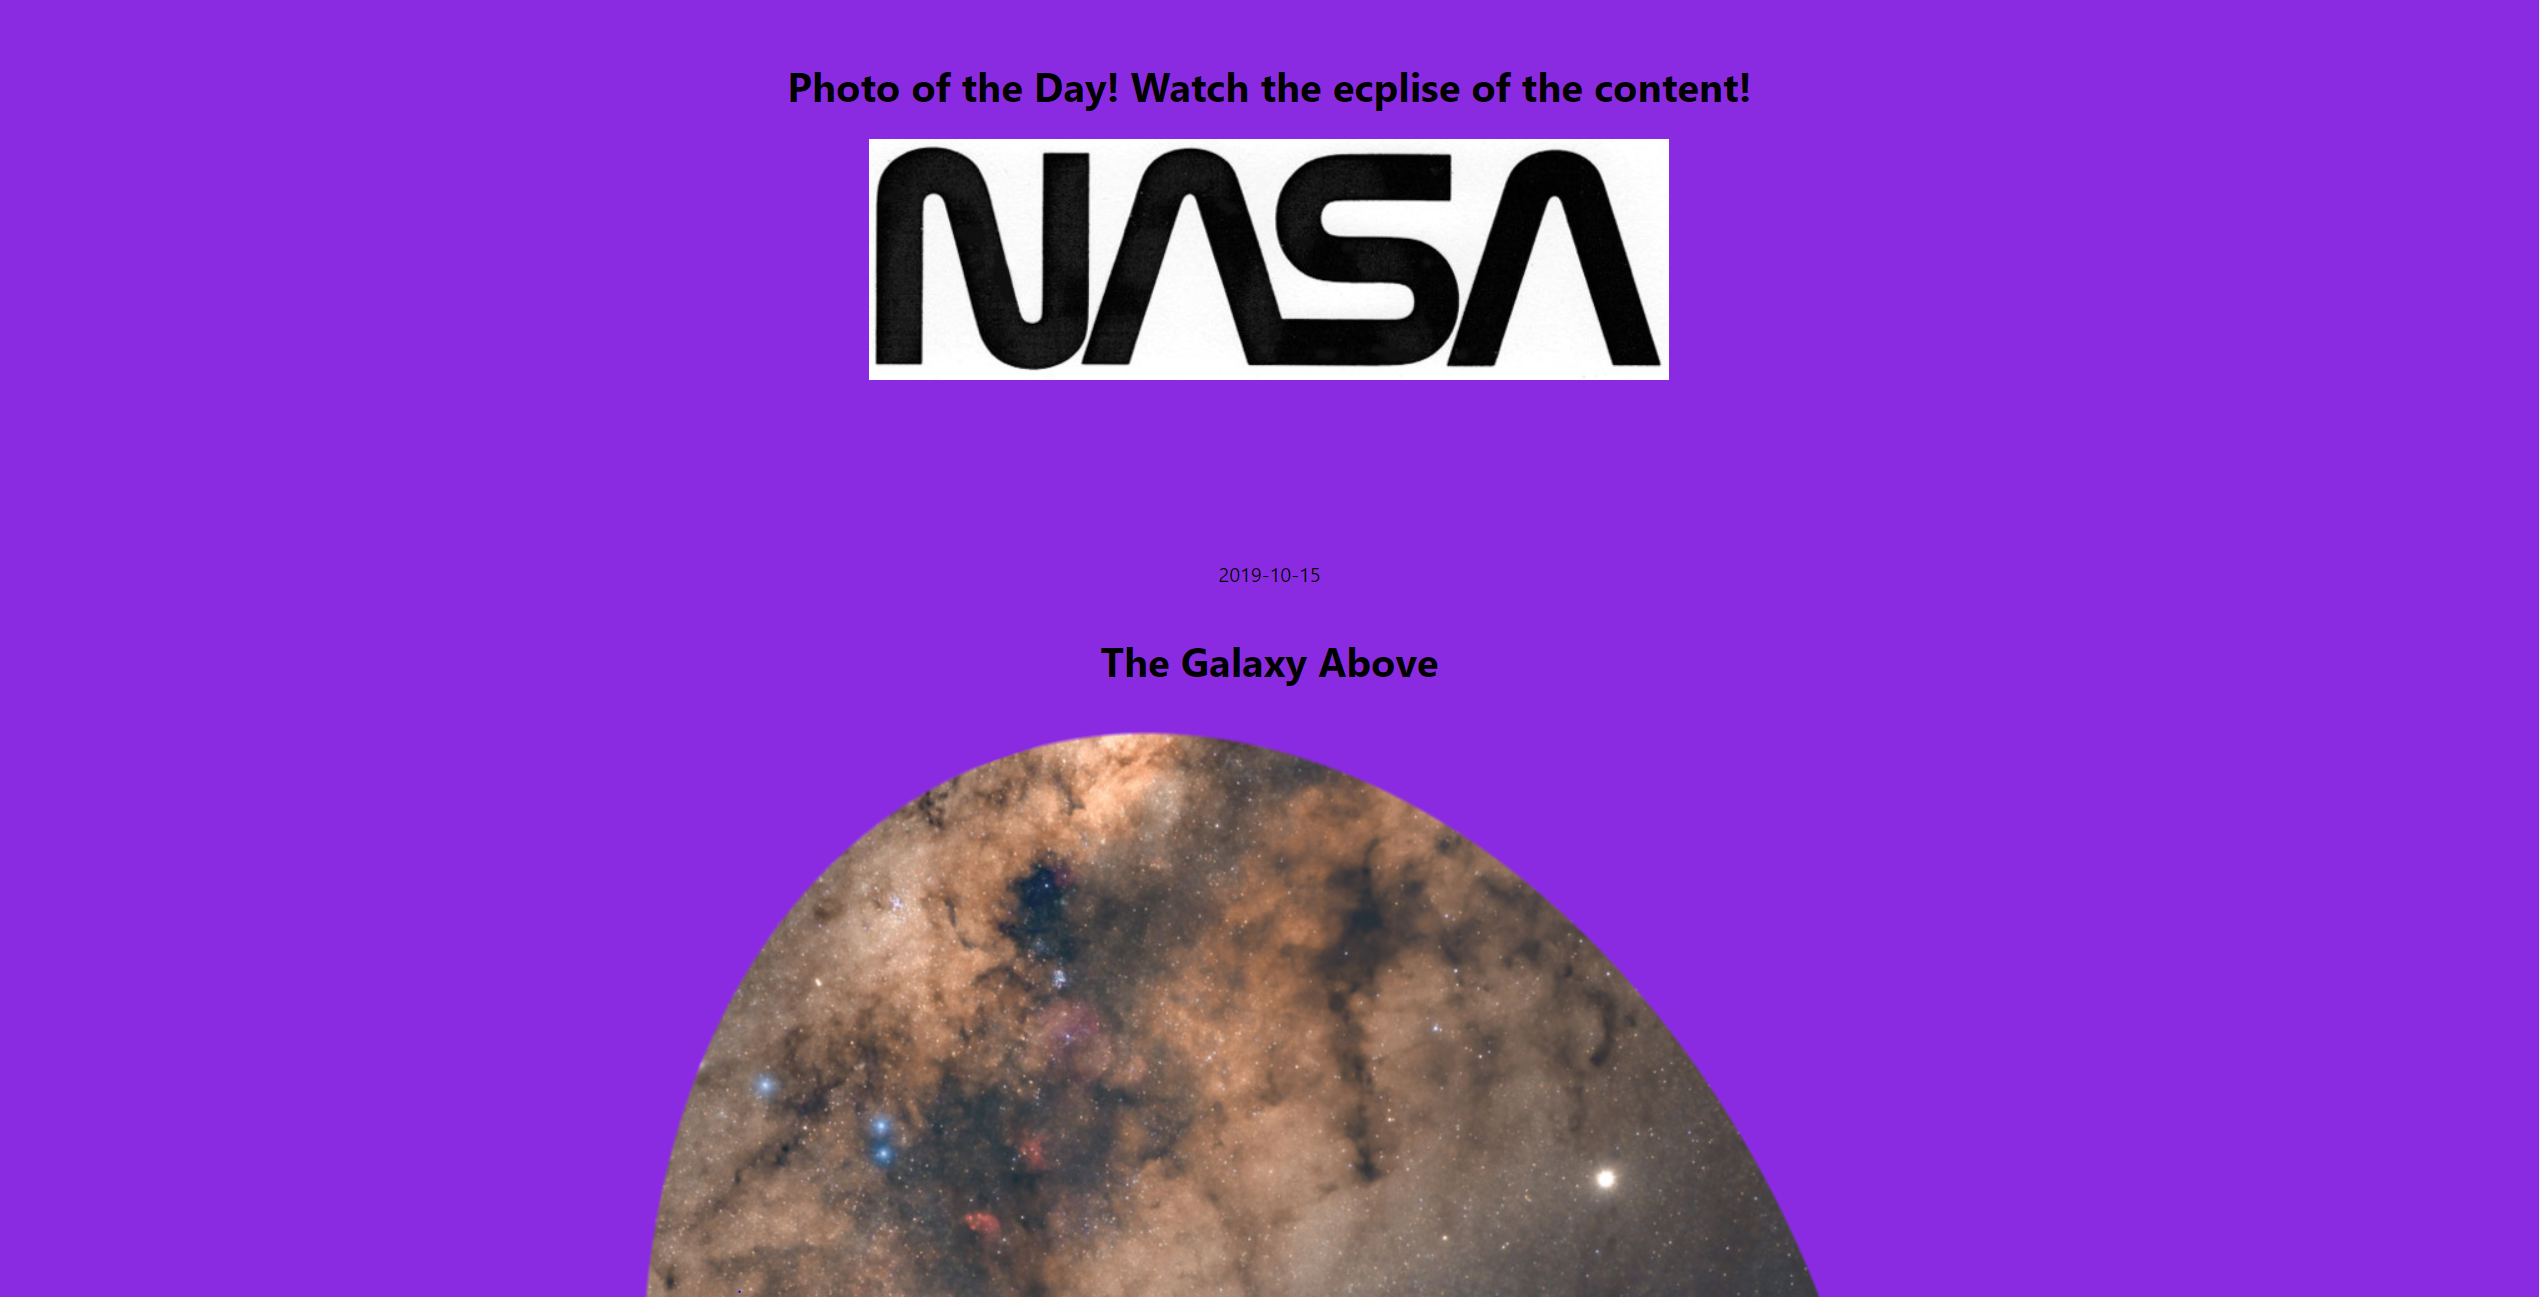 Photo of the Day! Watch the ecplise of the content!
NASA
2019-10-15
The Galaxy Above